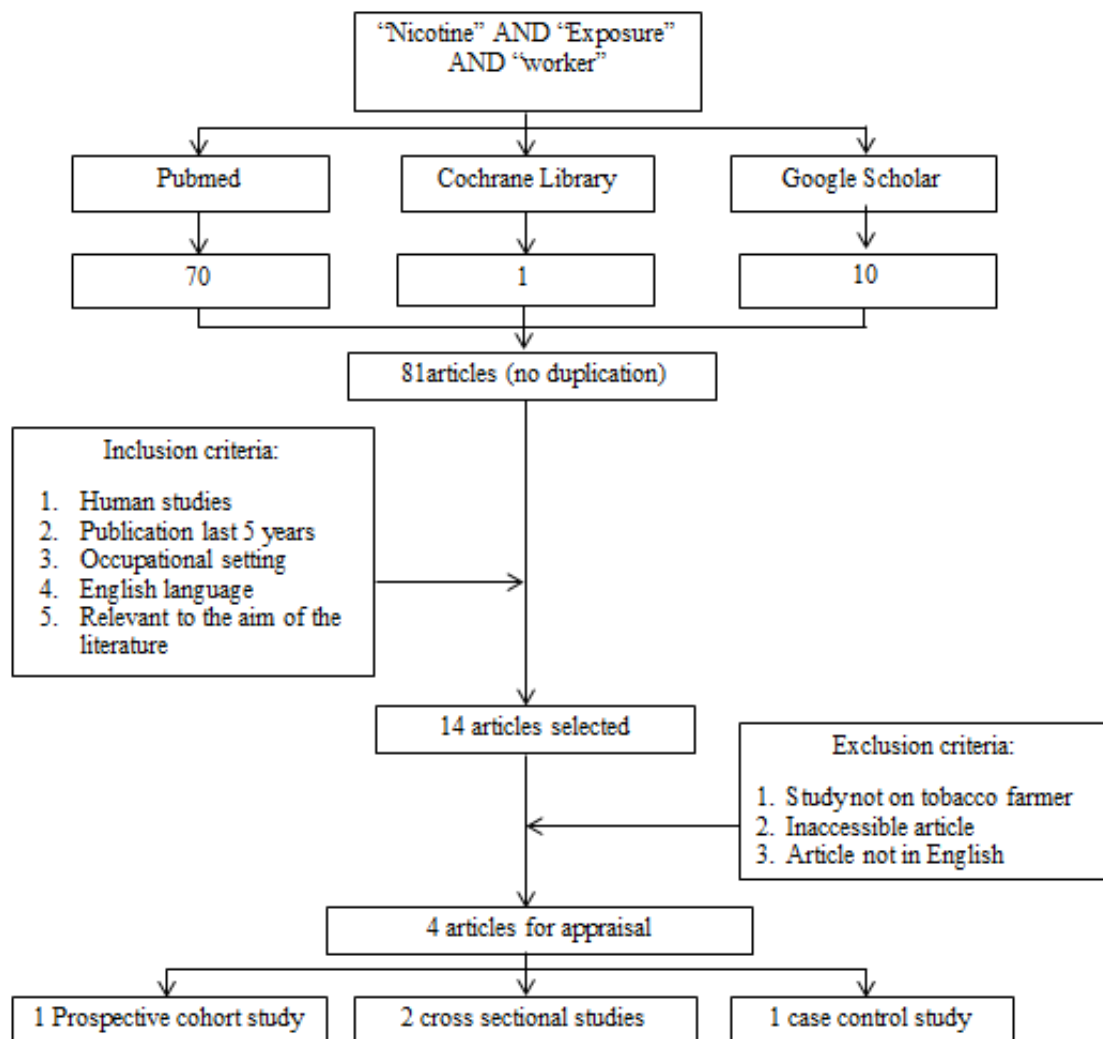 “Nicotine” AND “Exposure”
AND “worker”
Pubmed
Cochrane Library
Google Scholar
70
1
10
81articles (no duplication)
Inclusion criteria:
1. Human studies
2. Publication last 5 years
3. Occupational setting
4. English language
5. Relevant to the aim of the
literature
14 articles selected
Exclusion criteria:
1. Study not on tobacco farmer
2. Inaccessible article
3. Article not in English
4 articles for appraisal
1 Prospective cohort study
2 cross sectional studies
1 case control study